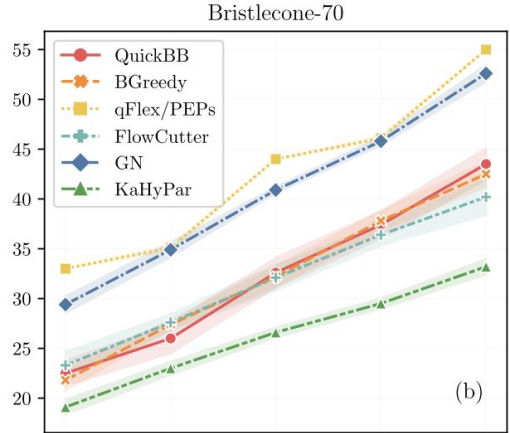 Bristlecone-70
55
50
45
40
35
30
25
20
QuickBB
BGreedy
qFlex/PEPs
FlowCutter
GN
KaHyPar
(b)